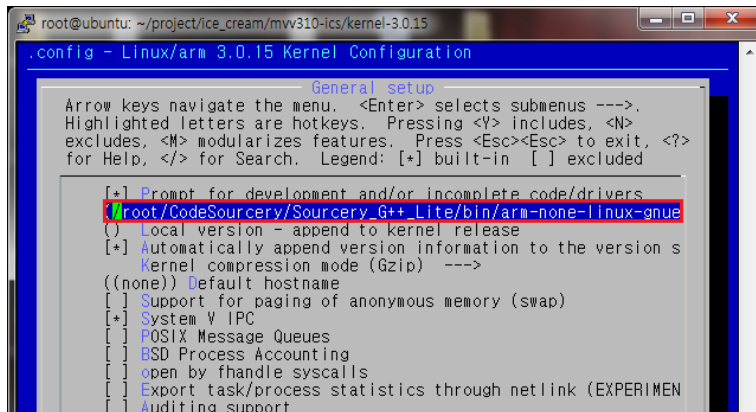 root@ubuntu: ~/project/ice_cream/mvv310-ics/kernel-3.0.15
.config - Linux/arm 3.0.15 Kernel Configuration
General setup
Arrow keys navigate the menu.  <Enter> selects submenus --->.
Highlighted letters are hotkeys.  Pressing <Y> includes, <N>
excludes, <M> modularizes features.  Press <Esc><Esc> to exit, <?>
for Help, </> for Search.  Legend: [*] built-in  [ ] excluded
[*] Prompt for development and/or incomplete code/drivers
(/root/CodeSourcery/Sourcery_G++_Lite/bin/arm-none-linux-gnue
() Local version - append to kernel release
[*] Automatically append version information to the version s
Kernel compression mode (Gzip)  --->
((none)) Default hostname
[ ] Support for paging of anonymous memory (swap)
[*] System V IPC
[ ] POSIX Message Queues
[ ] BSD Process Accounting
[ ] open by fhandle syscalls
[ ] Export task/process statistics through netlink (EXPERIMEN
[ ] Auditing support